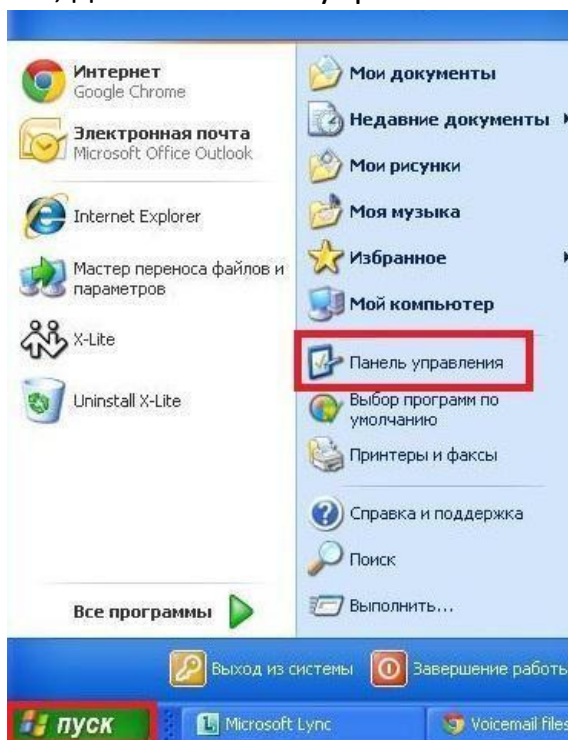 Интернет
Google Chrome
Электронная почта
Microsoft Office Outlook
Internet Explorer
Мастер переноса файлов и
параметров
X-Lite
Uninstall X-Lite
Все программы
Мои документы
Недавние документы
Мои рисунки
Моя музыка
Избранное
Мой компьютер
Панель управления
Выбор программ по
умолчанию
Принтеры и факсы
Справка и поддержка
Поиск
Выполнить...
Выход из системы
Завершение работы
пуск
Microsoft Lync
Voicemail files